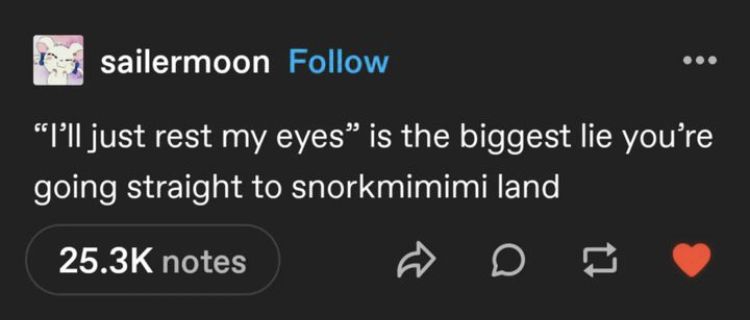 sailermoon Follow
“I’ll just rest my eyes” is the biggest lie you’re
going straight to snorkmimimi land
25.3K notes